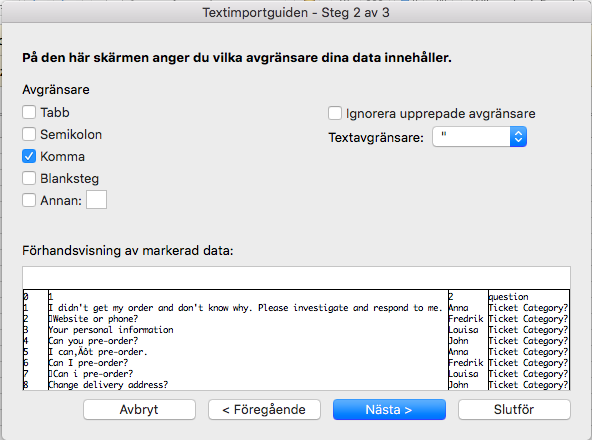 Textimportguiden - Steg 2 av 3
På den här skärmen anger du vilka avgränsare dina data innehåller.
Avgränsare
Tabb
Semikolon
Komma
Blanksteg
Annan:
Ignorera upprepade avgränsare
Textavgränsare: "
Förhandsvisning av markerad data:
0 1 2 question
1 I didn't get my order and don't know why. Please investigate and respond to me. Anna Ticket Category?
2 Website or phone? Fredrik Ticket Category?
3 Your personal information Louisa Ticket Category?
4 Can you pre-order? John Ticket Category?
5 I can‚Äôt pre-order. Anna Ticket Category?
6 Can I pre-order? Fredrik Ticket Category?
7 Can i pre-order? Louisa Ticket Category?
8 Change delivery address? John Ticket Category?
Avbryt < Föregående Nästa > Slutför